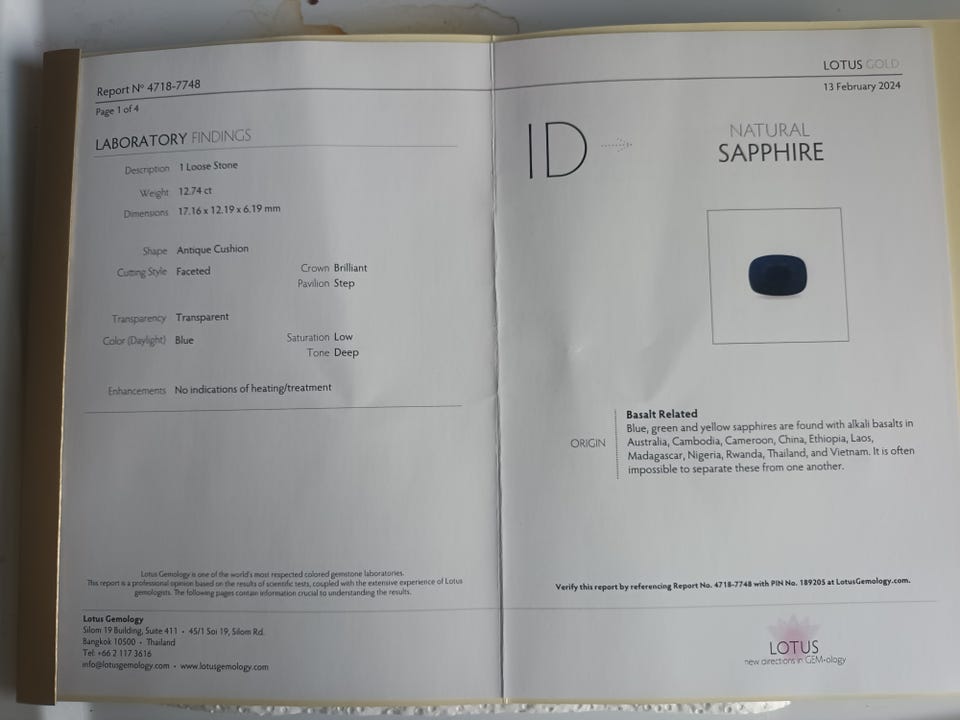 Report Nº 4718-7748
Page 1 of 4
LABORATORY FINDINGS
Description 1 Loose Stone
Weight 12.74 ct
Dimensions 17.16 x 12.19 x 6.19 mm
Shape Antique Cushion
Cutting Style Faceted
Crown Brilliant
Pavilion Step
Transparency Transparent
Color (Daylight) Blue
Saturation Low
Tone Deep
Enhancements No indications of heating/treatment
Lotus Gemology is one of the world's most respected colored gemstone laboratories.
This report is a professional opinion based on the results of scientific tests, coupled with the extensive experience of Lotus
gemologists. The following pages contain information crucial to understanding the results.
Lotus Gemology
Silom 19 Building, Suite 411 • 45/1 Soi 19, Silom Rd.
Bangkok 10500 • Thailand
Tel: +66 2 117 3616
info@lotusgemology.com • www.lotusgemology.com
LOTUS GOLD
13 February 2024
ID
NATURAL
SAPPHIRE
ORIGIN
Basalt Related
Blue, green and yellow sapphires are found with alkali basalts in
Australia, Cambodia, Cameroon, China, Ethiopia, Laos,
Madagascar, Nigeria, Rwanda, Thailand, and Vietnam. It is often
impossible to separate these from one another.
Verify this report by referencing Report No. 4718-7748 with PIN No. 189205 at LotusGemology.com.
LOTUS
new directions in GEM•ology